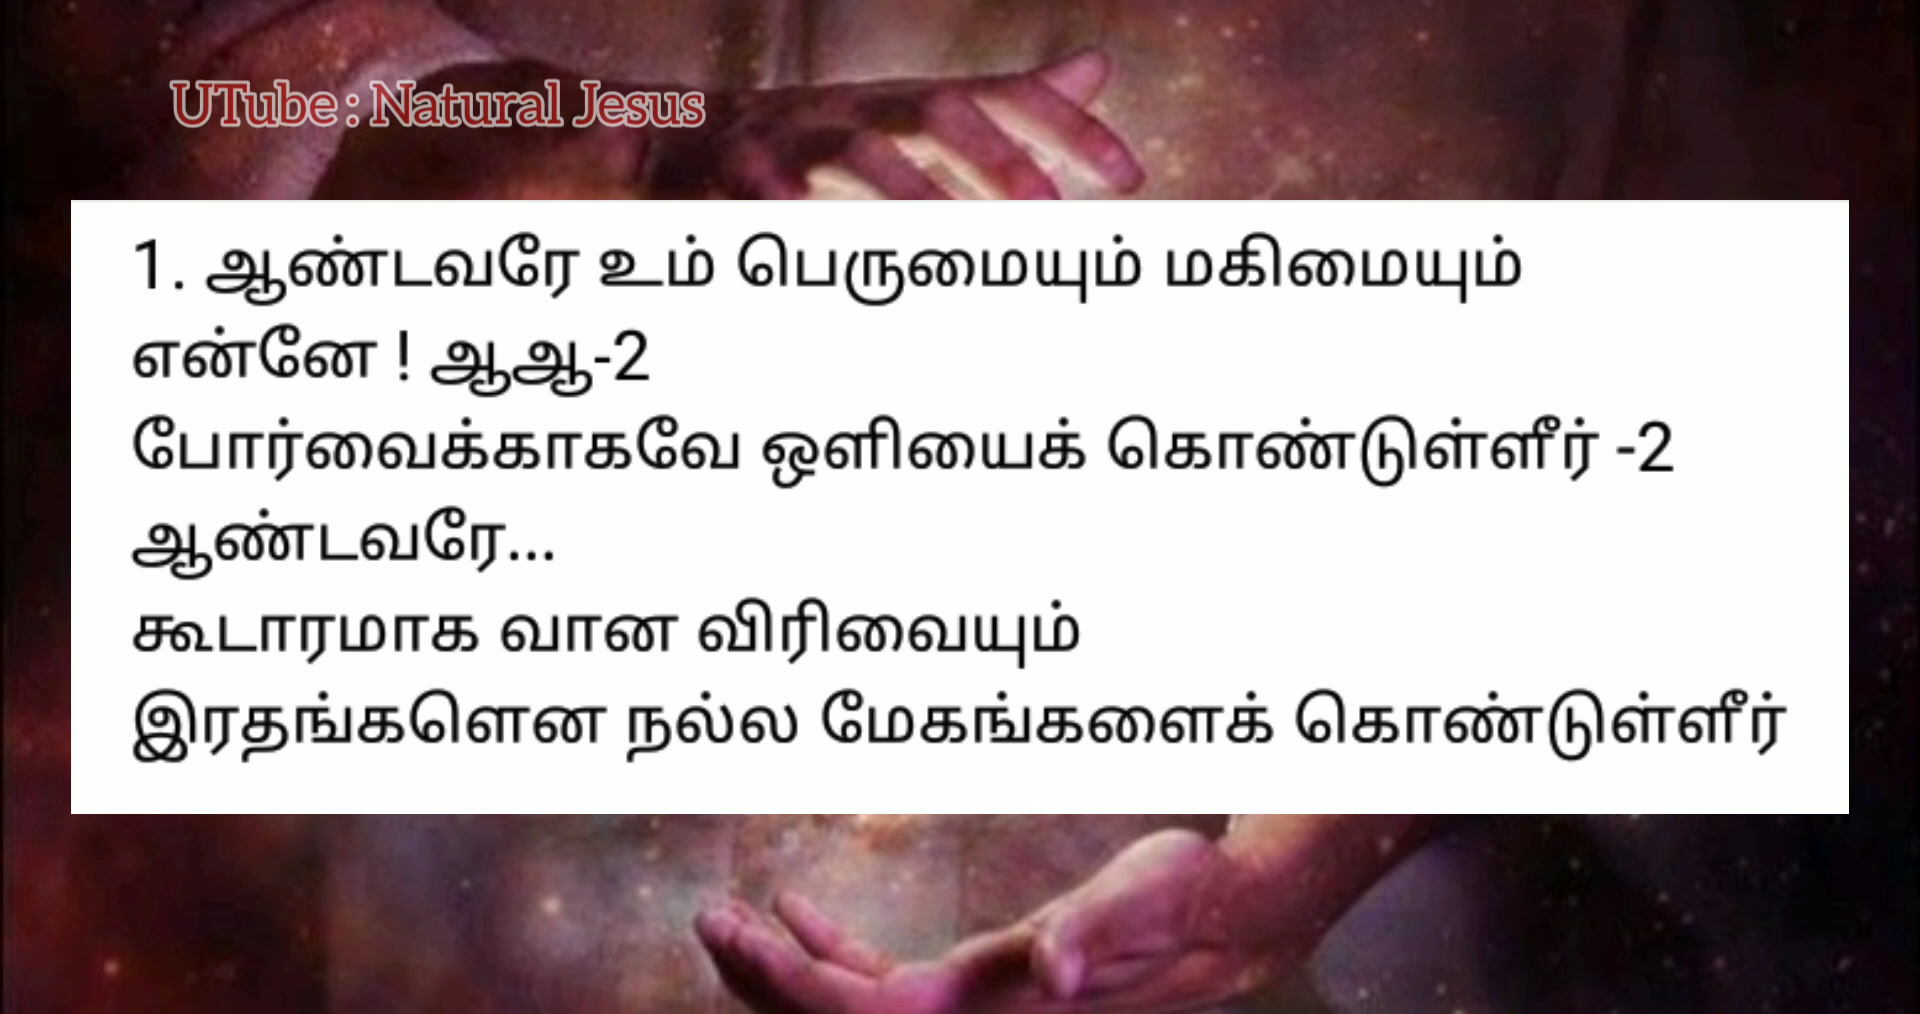 UTube : Natural Jesus
1. ஆண்டவரே உம் பெருமையும் மகிமையும்
என்னே ! ஆஆ-2
போர்வைக்காகவே ஒளியைக் கொண்டுள்ளீர் -2
ஆண்டவரே...
கூடாரமாக வான விரிவையும்
இரதங்களென நல்ல மேகங்களைக் கொண்டுள்ளீர்